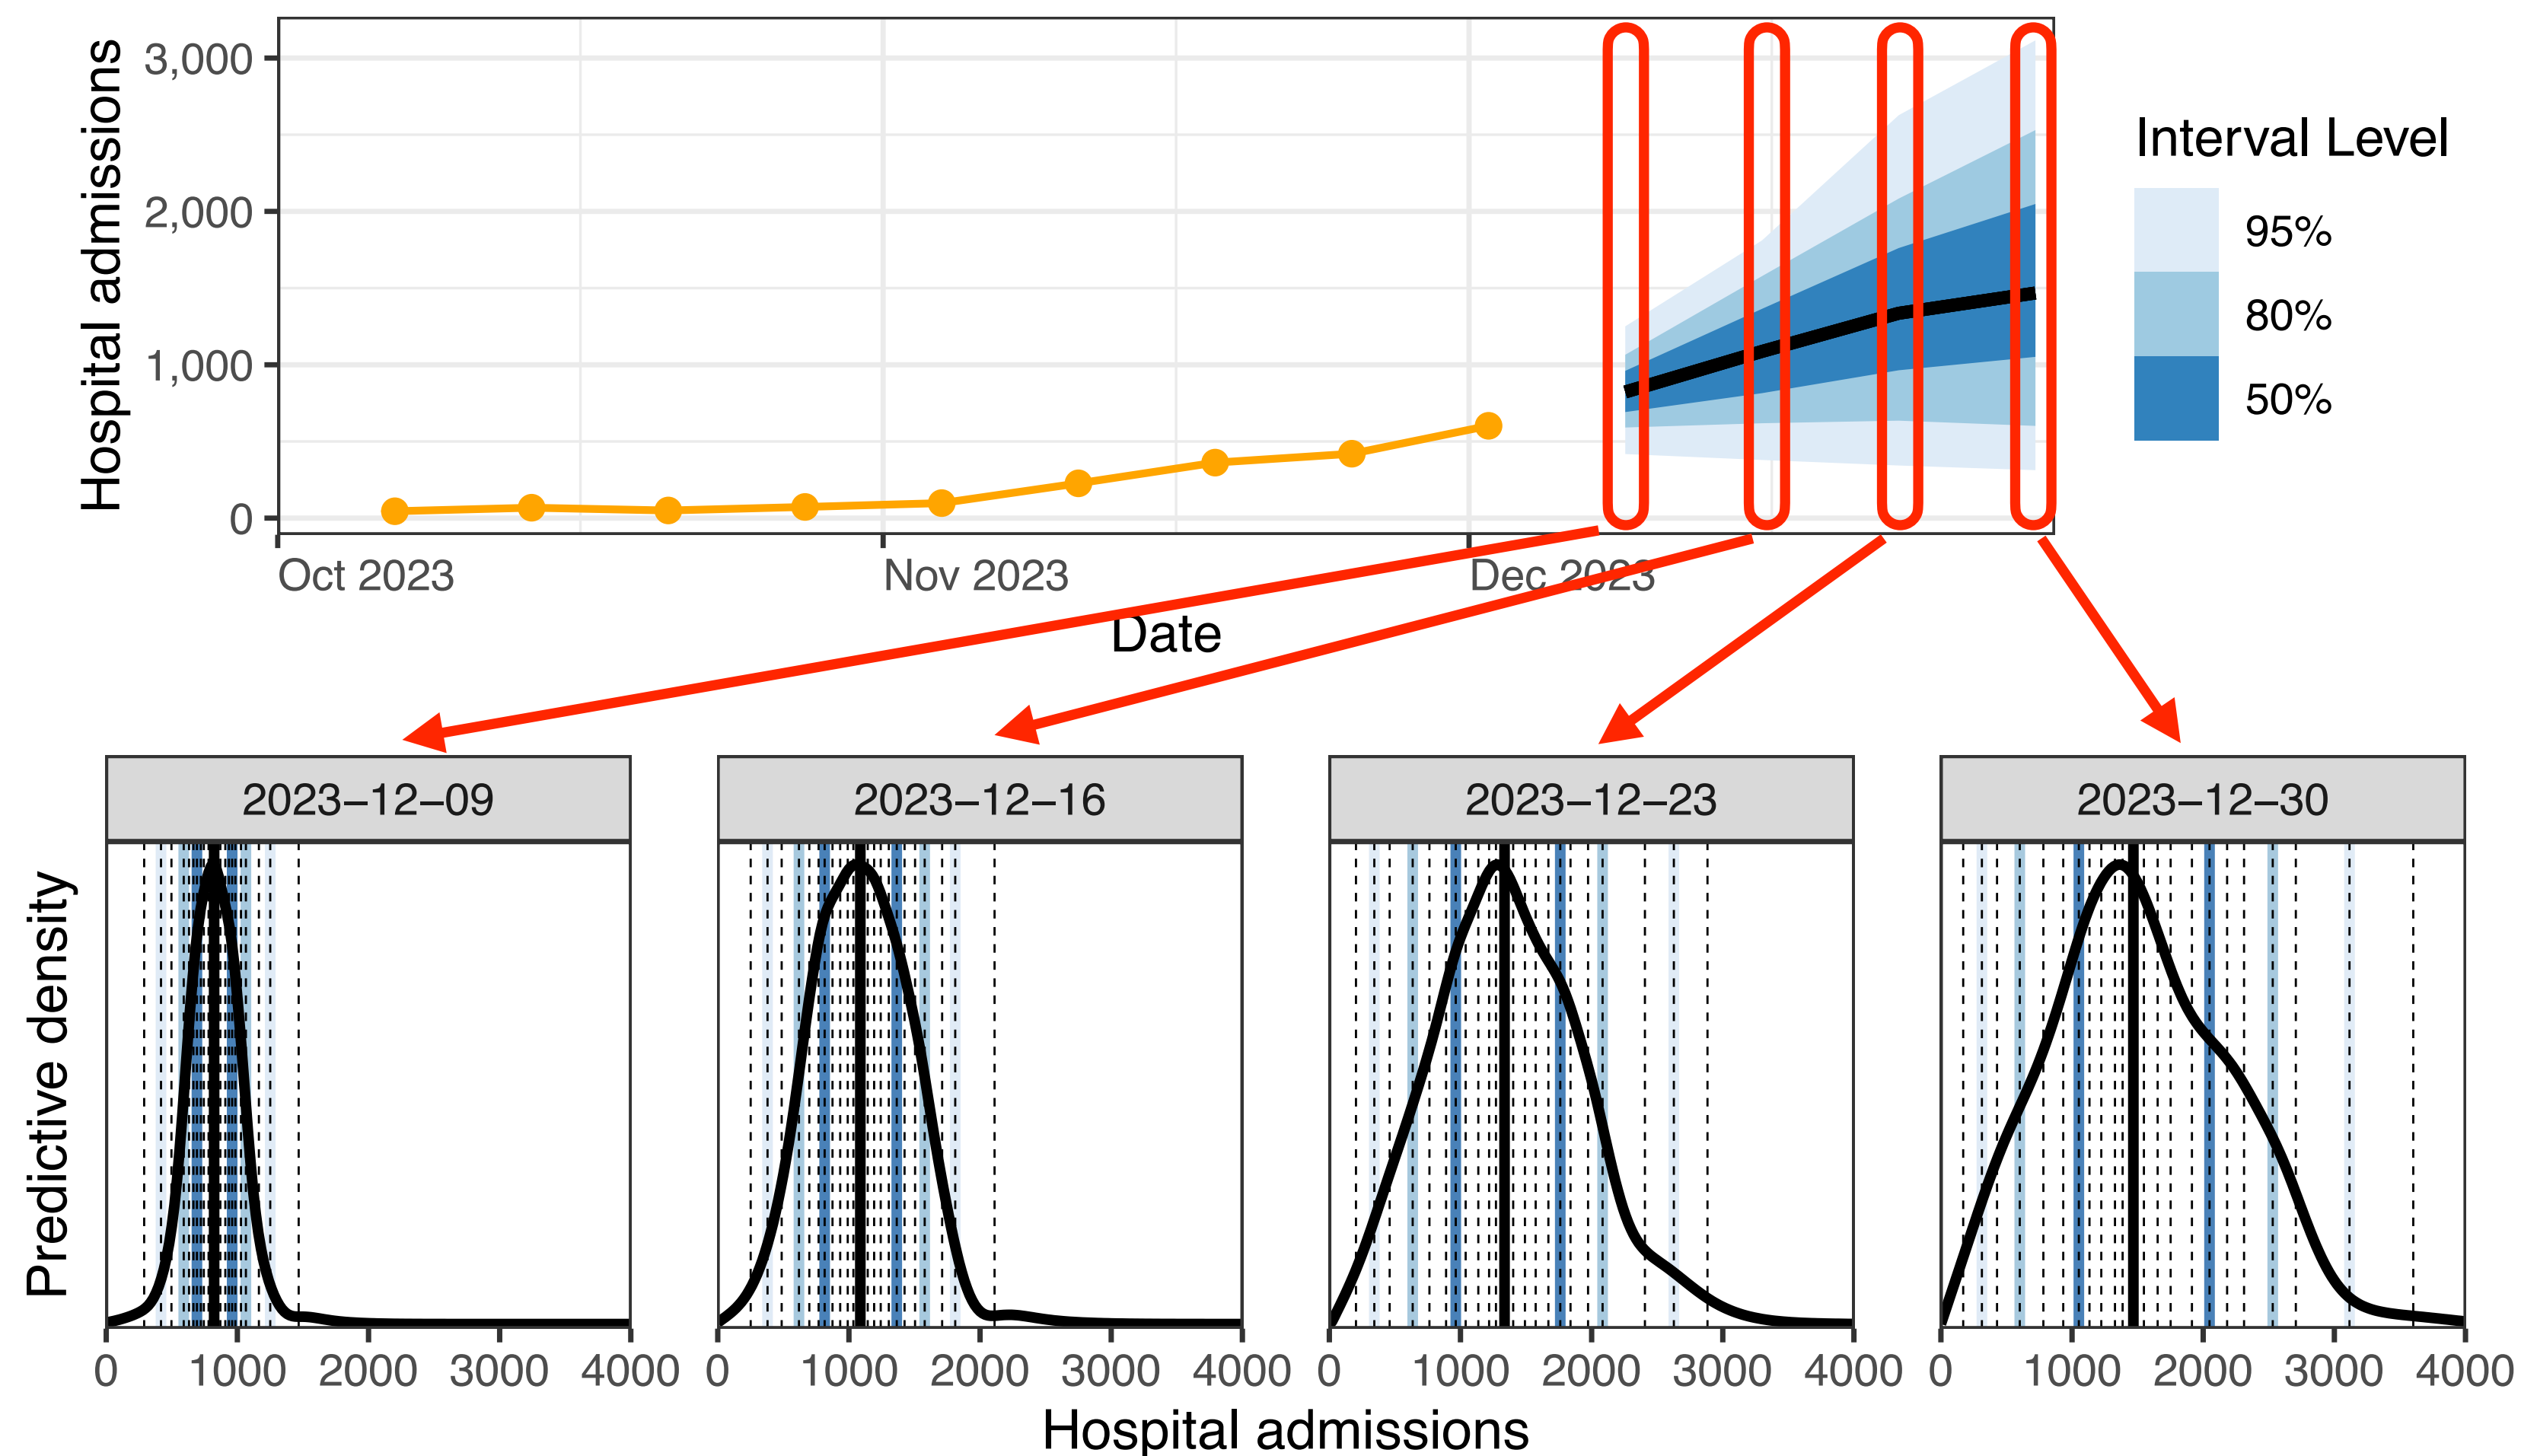 Hospital admissions
3,000
2,000
1,000
0
Oct 2023
Nov 2023
Dec 2023
Date
Interval Level
95%
80%
50%
Predictive density
2023−12−09
2023−12−16
2023−12−23
2023−12−30
0 1000 2000 3000 4000
0 1000 2000 3000 4000
0 1000 2000 3000 4000
0 1000 2000 3000 4000
Hospital admissions